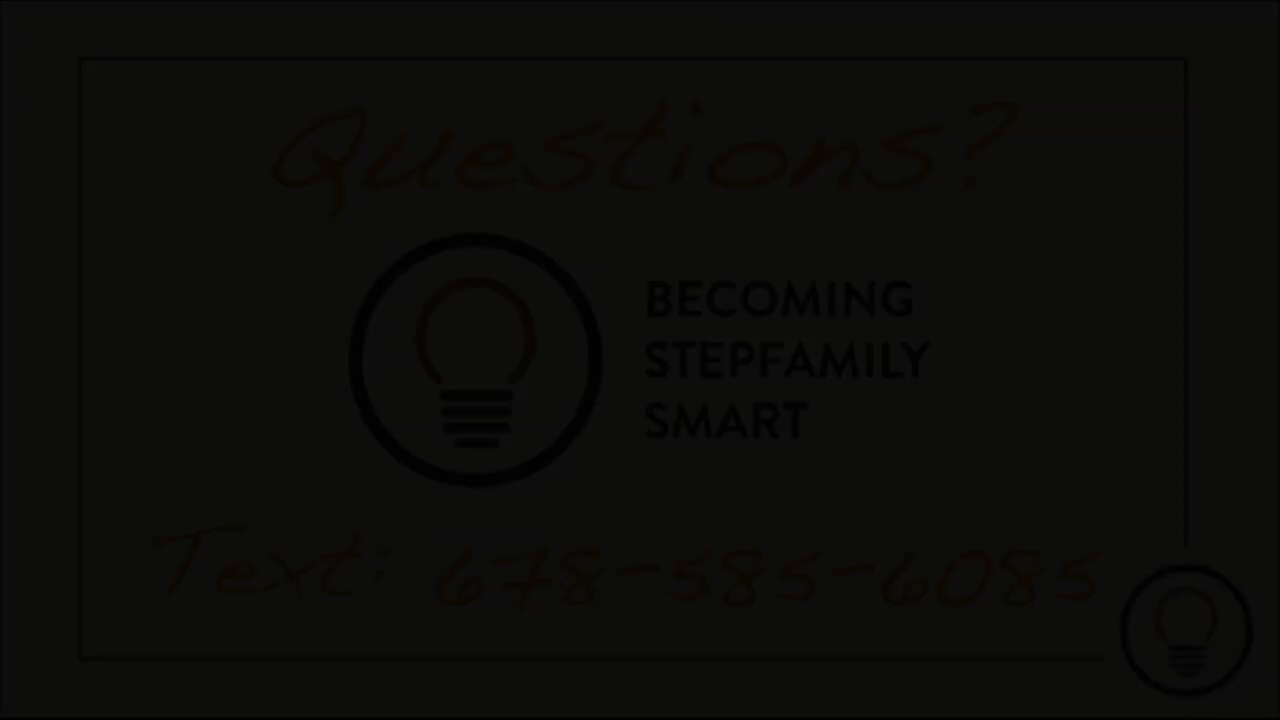 Questions?
BECOMING
STEPFAMILY
SMART
Text: 678-585-6085